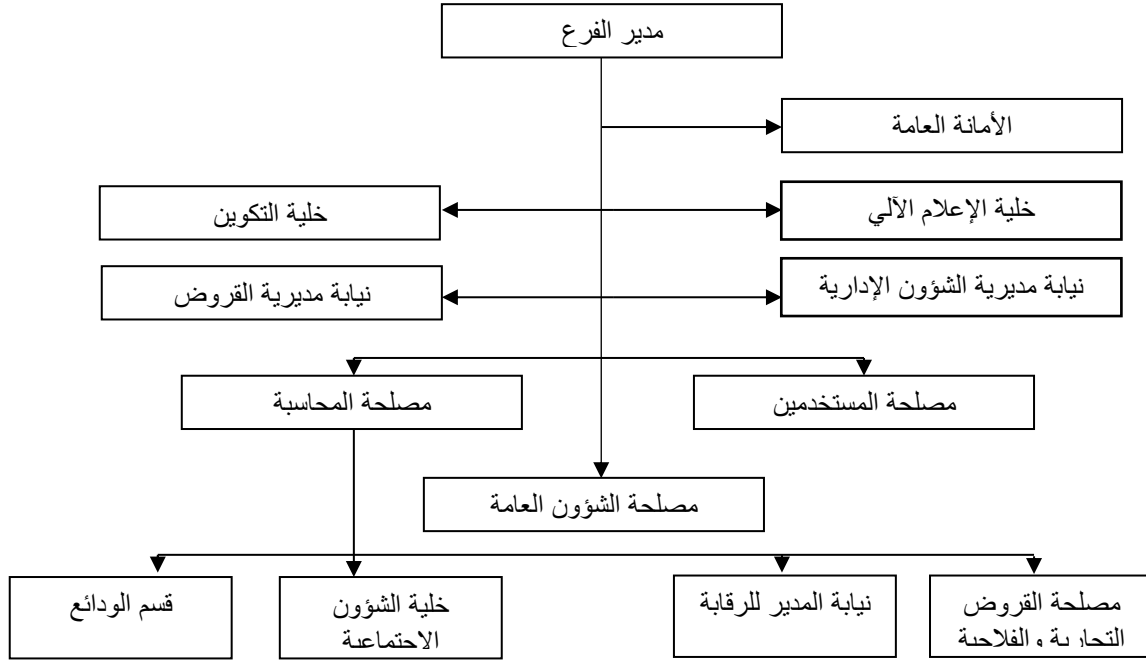 مدير الفرع
الأمانة العامة
خلية الإعلام الآلي
خلية التكوين
نيابة مديرية الشؤون الإدارية
نيابة مديرية القروض
مصلحة المستخدمين
مصلحة المحاسبة
مصلحة الشؤون العامة
مصلحة القروض
التجارية والفلاحية
نيابة المدير للرقابة
خلية الشؤون
الاجتماعية
قسم الودائع